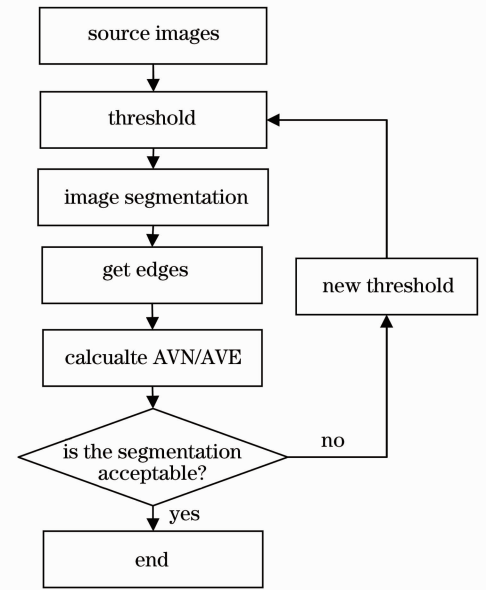 source images
threshold
image segmentation
get edges
new threshold
calcualte AVN/AVE
is the segmentation
acceptable?
no
yes
end